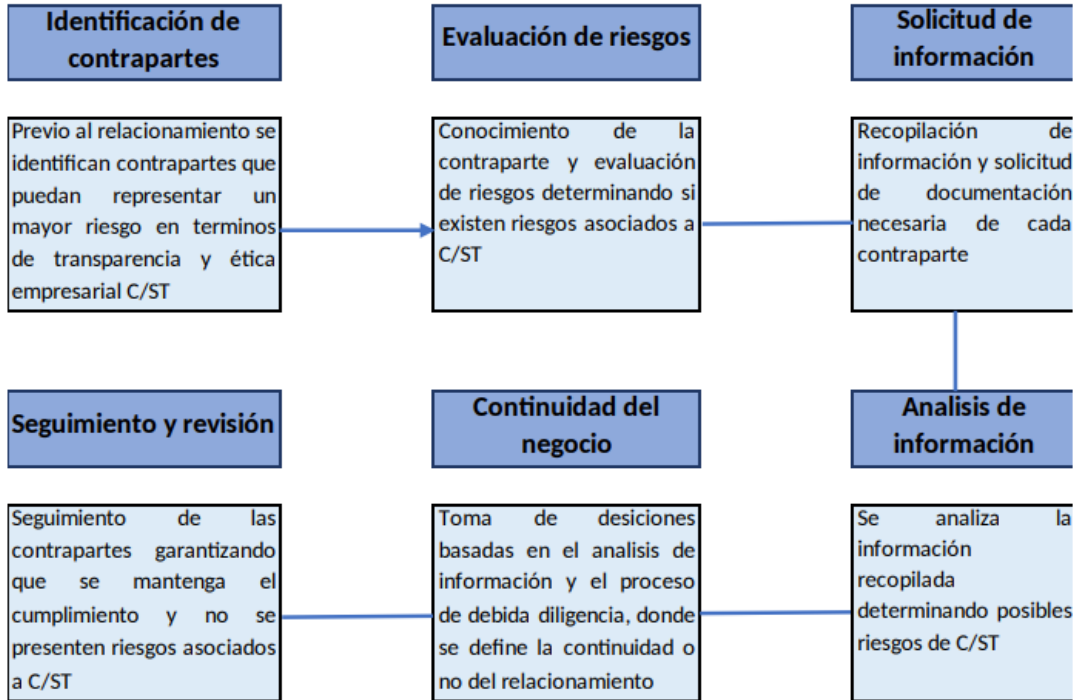 Identificación de
contrapartes
Previo al relacionamiento se
identifican contrapartes que
puedan representar un
mayor riesgo en terminos
de transparencia y ética
empresarial C/ST
Evaluación de riesgos
Conocimiento de la
contraparte y evaluación
de riesgos determinando si
existen riesgos asociados a
C/ST
Solicitud de
información
Recopilación de
información y solicitud
de documentación
necesaria de cada
contraparte
Analisis de
información
Se analiza la
información
recopilada
determinando posibles
riesgos de C/ST
Continuidad del
negocio
Toma de desiciones
basadas en el analisis de
información y el proceso
de debida diligencia, donde
se define la continuidad o
no del relacionamiento
Seguimiento y revisión
Seguimiento de las
contrapartes garantizando
que se mantenga el
cumplimiento y no se
presenten riesgos asociados
a C/ST